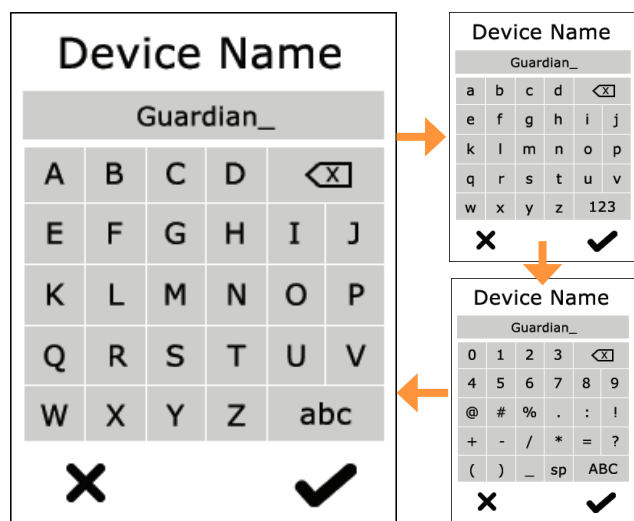 Device Name
Guardian_
A B C D X
E F G H I J
K L M N O P
Q R S T U V
W X Y Z abc
Device Name
Guardian_
a b c d X
e f g h i j
k l m n o p
q r s t u v
w x y z 123
Device Name
Guardian_
0 1 2 3 X
4 5 6 7 8 9
@ # % . : !
+ - / * = ?
( ) _ sp ABC